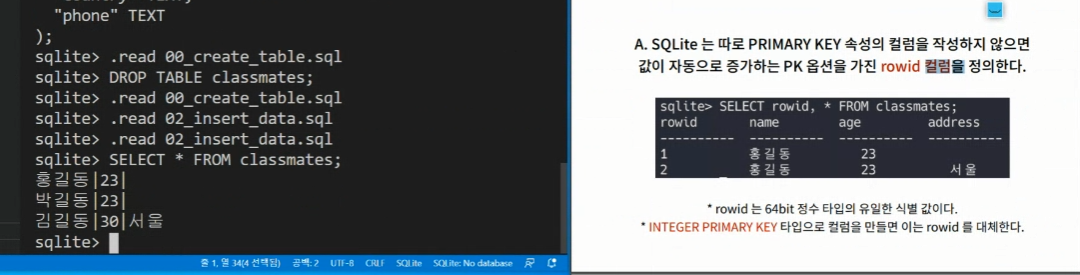 "phone" TEXT
);
sqlite> .read 00_create_table.sql
sqlite> DROP TABLE classmates;
sqlite> .read 00_create_table.sql
sqlite> .read 02_insert_data.sql
sqlite> .read 02_insert_data.sql
sqlite> SELECT * FROM classmates;
홍길동|23|
박길동|23|
김길동|30|서울
sqlite>
줄 1, 열 34(4 선택됨) 공백: 2 UTF-8 CRLF SQLite SQLite: No database
A. SQLite 는 따로 PRIMARY KEY 속성의 컬럼을 작성하지 않으면
값이 자동으로 증가하는 PK 옵션을 가진 rowid 컬럼을 정의한다.
sqlite> SELECT rowid, * FROM classmates;
rowid name age address
---------- ---------- ---------- ----------
1 홍길동 23
2 홍길동 23 서울
* rowid 는 64bit 정수 타입의 유일한 식별 값이다.
* INTEGER PRIMARY KEY 타입으로 컬럼을 만들면 이는 rowid 를 대체한다.